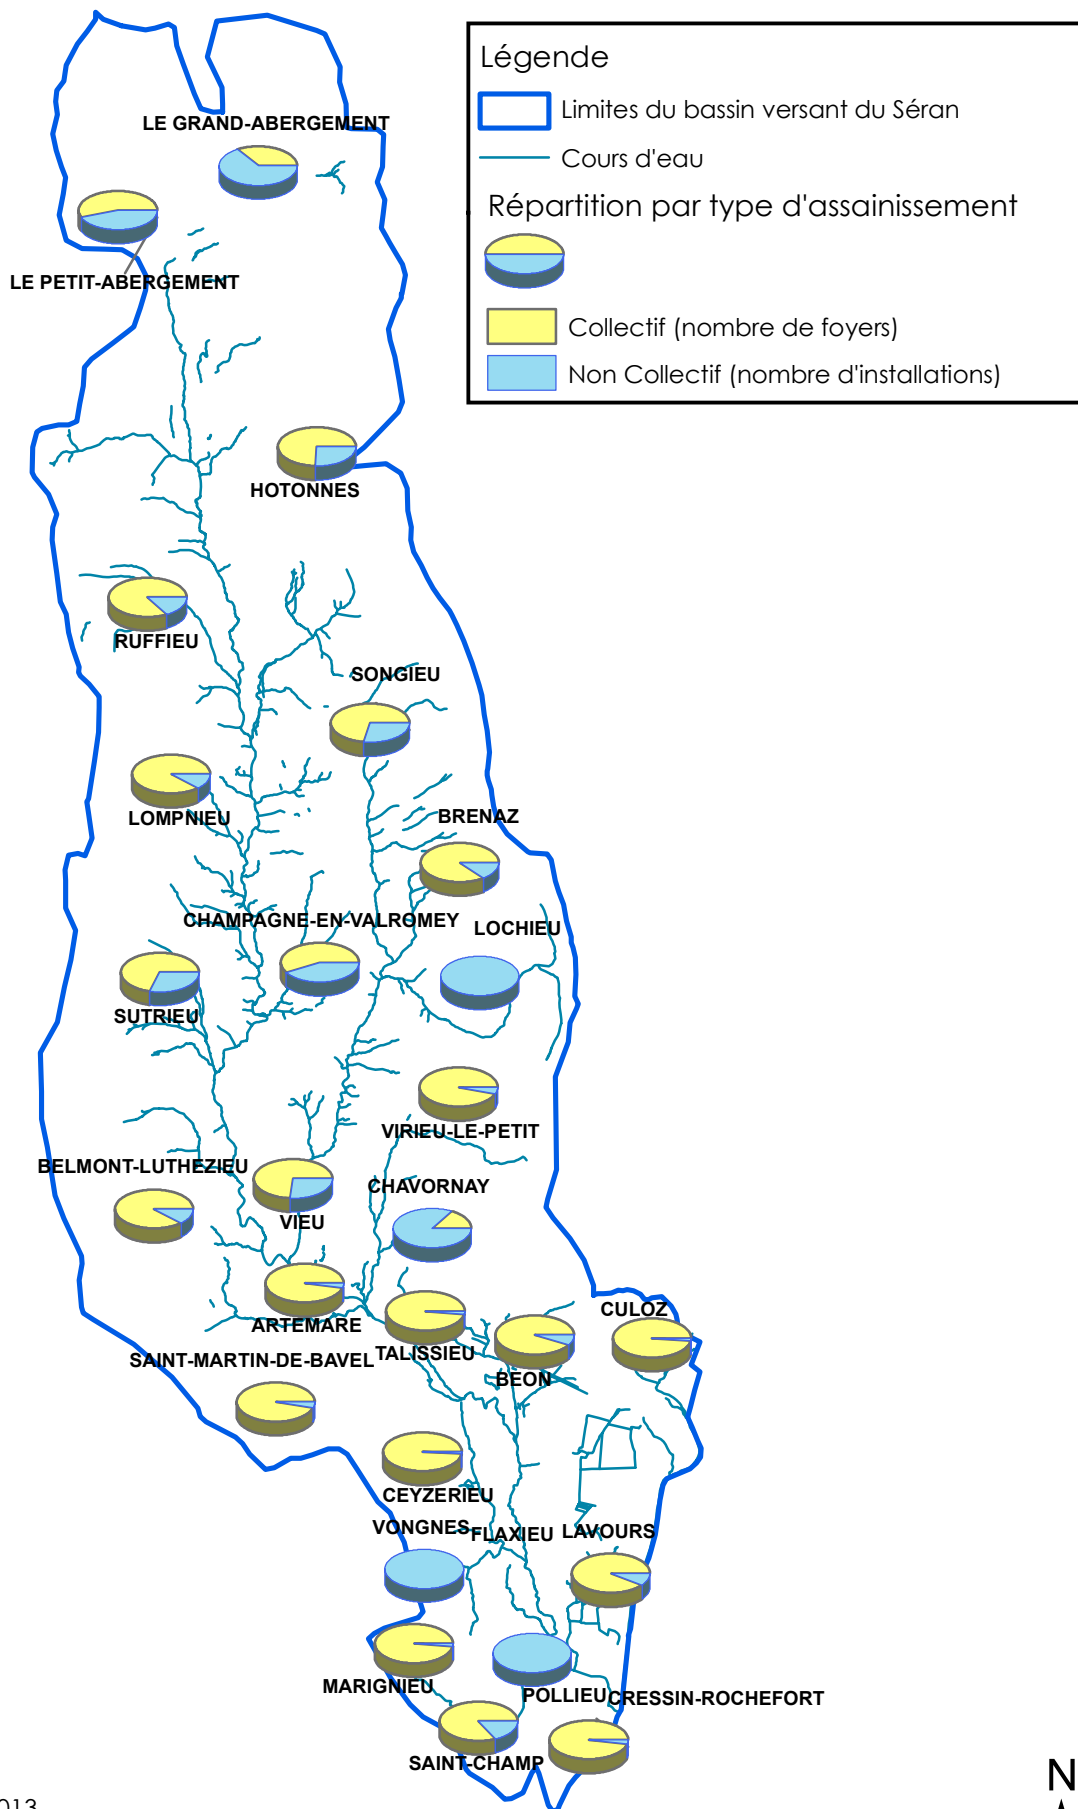 Légende
Limites du bassin versant du Séran
Cours d'eau
Répartition par type d'assainissement
Collectif (nombre de foyers)
Non Collectif (nombre d'installations)
LE GRAND-ABERGEMENT
LE PETIT-ABERGEMENT
HOTONNES
RUFFIEU
SONGIEU
LOMPNIEU
BRENAZ
CHAMPAGNE-EN-VALROMEY
LOCHIEU
SUTRIEU
VIRIEU-LE-PETIT
BELMONT-LUTHEZIEU
CHAVORNAY
VIEU
CULOZ
ARTEMARE
TALISSIEU
SAINT-MARTIN-DE-BAVEL
BEON
CEYZERIEU
VONGNES
FLAXIEU
LAVOURS
MARIGNIEU
POLLIEU
CRESSIN-ROCHEFORT
SAINT-CHAMP
N